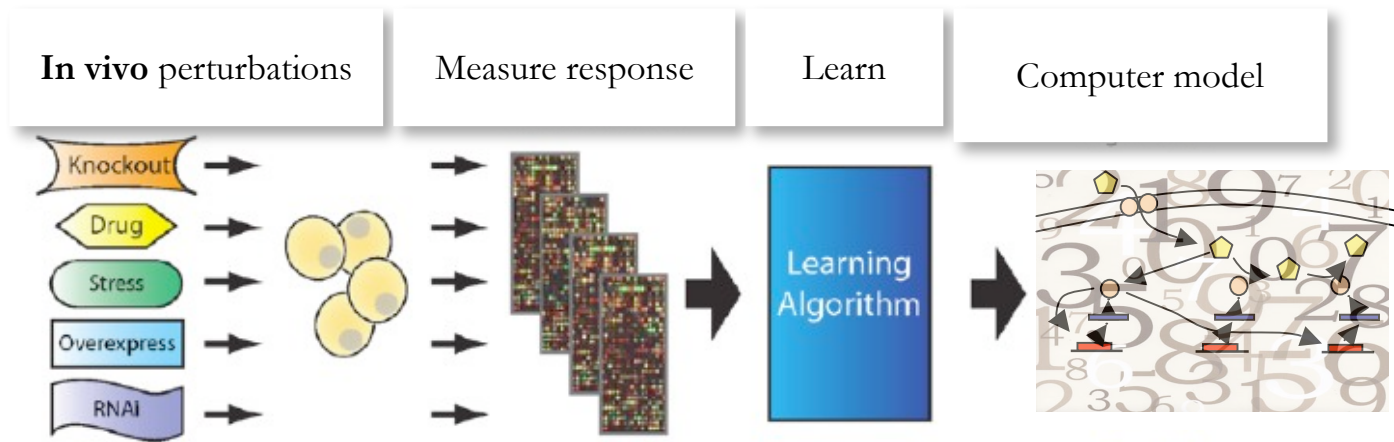 In vivo perturbations
Measure response
Learn
Computer model
Knockout
Drug
Stress
Overexpress
RNAi
Learning
Algorithm